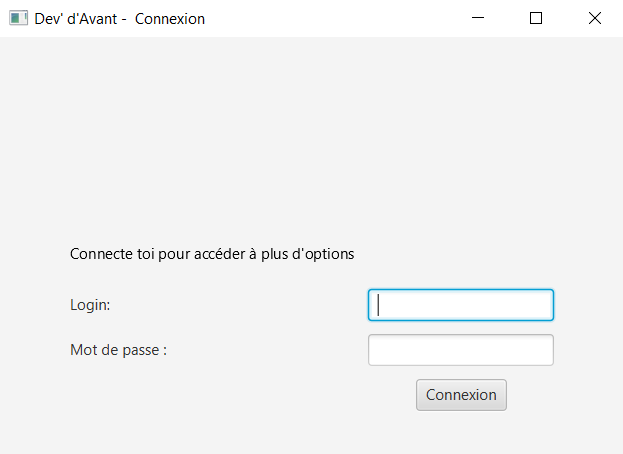 Dev' d'Avant - Connexion
Connecte toi pour accéder à plus d'options
Login:
Mot de passe :
Connexion